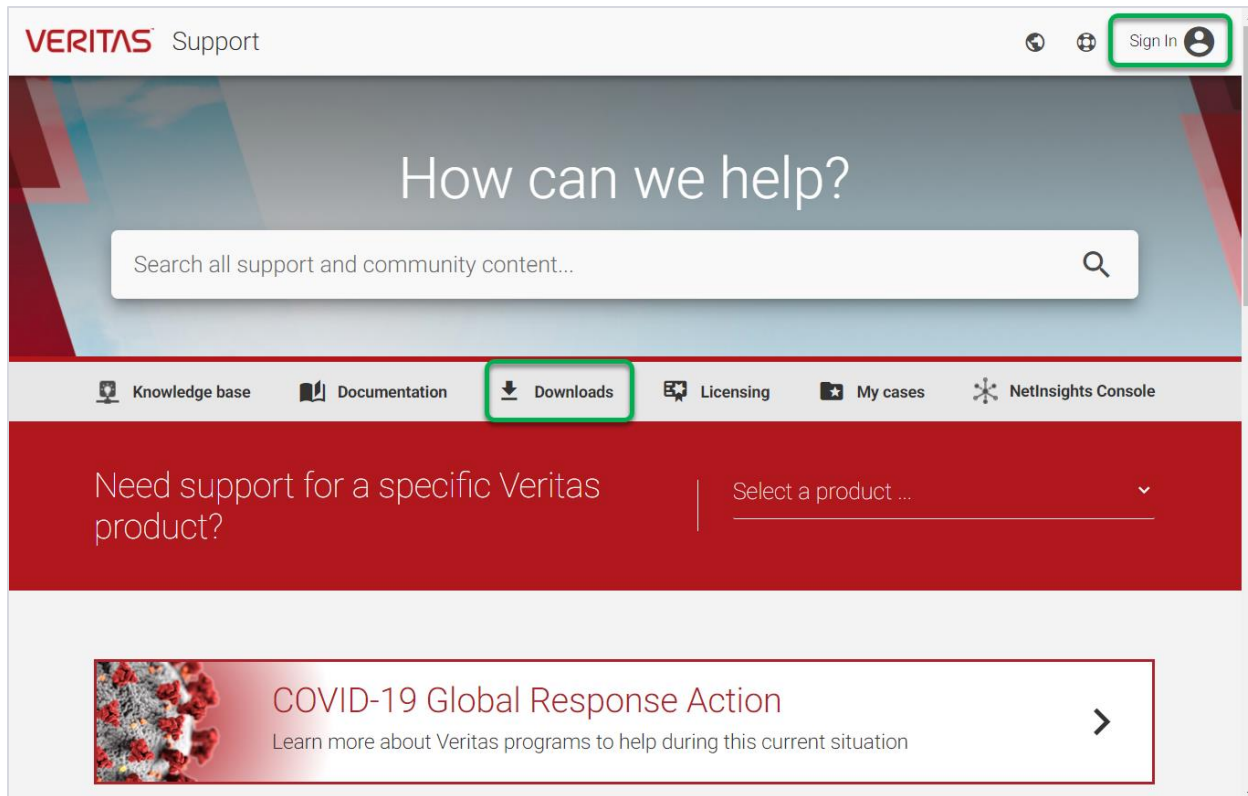 VERITAS Support
Sign In
How can we help?
Search all support and community content...
Knowledge base Documentation Downloads Licensing My cases NetInsights Console
Need support for a specific Veritas
product?
Select a product ...
COVID-19 Global Response Action
Learn more about Veritas programs to help during this current situation